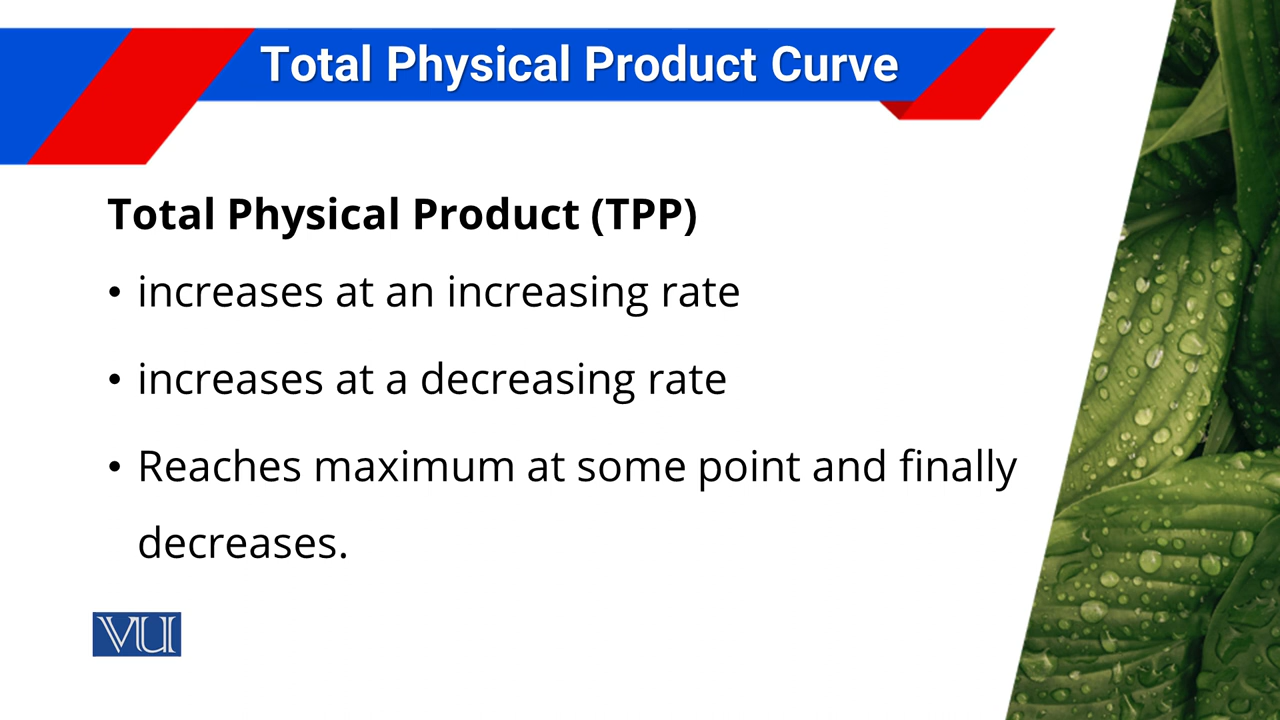 Total Physical Product Curve
Total Physical Product (TPP)
• increases at an increasing rate
• increases at a decreasing rate
• Reaches maximum at some point and finally
decreases.
VU